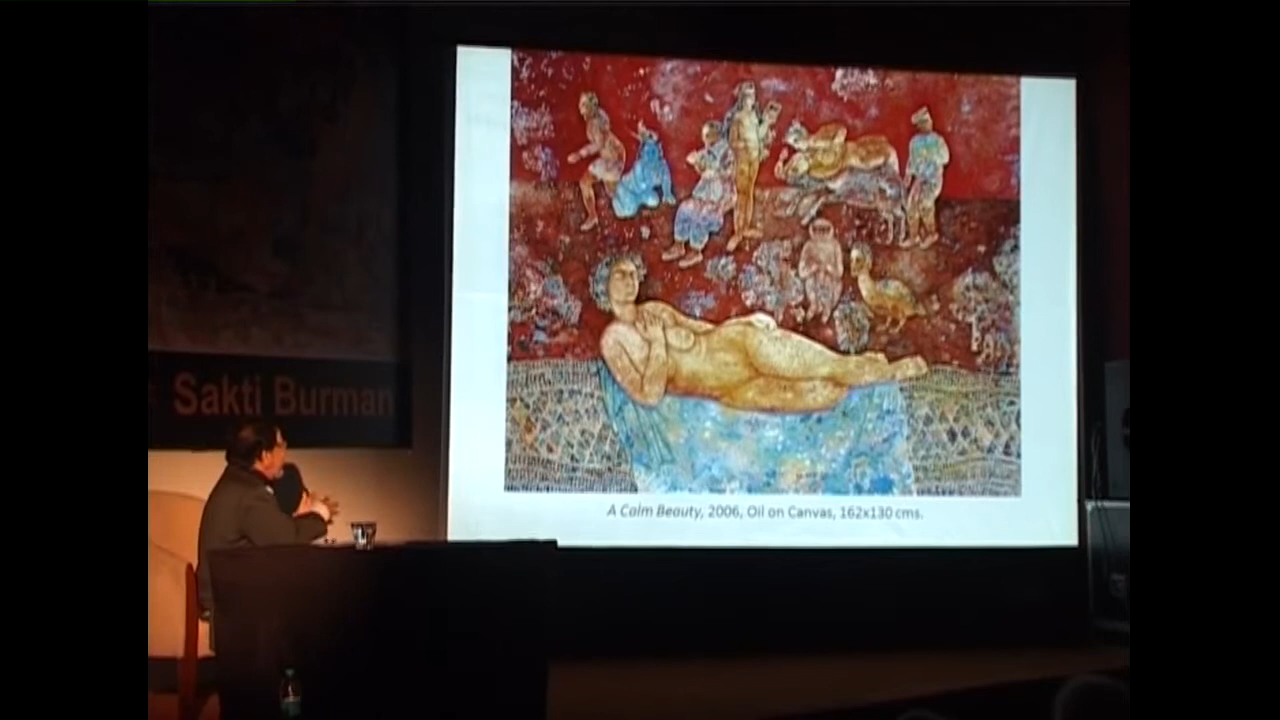 Sakti Burman
A Calm Beauty, 2006, Oil on Canvas, 162x130 cms.